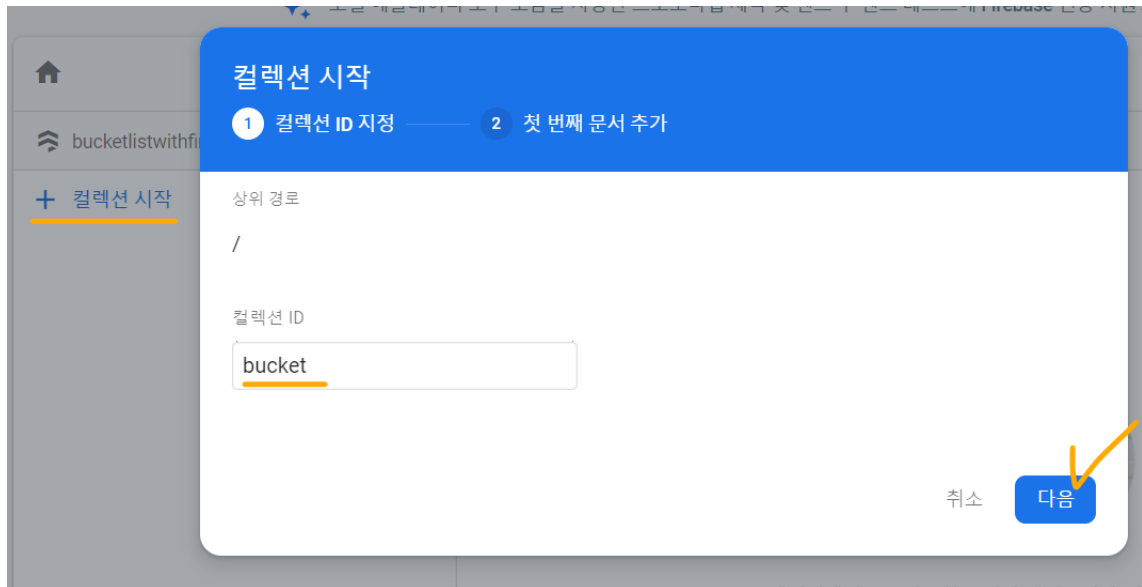 Firebase
컬렉션 시작
1 컬렉션 ID 지정 2 첫 번째 문서 추가
bucketlistwithfi
컬렉션 시작
상위 경로
/
컬렉션 ID
bucket
취소 다음